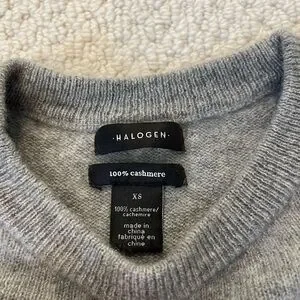 ·HALOGEN·
100% cashmere
XS
100% cashmere/
cachemire
made in
china
fabriqué en
chine